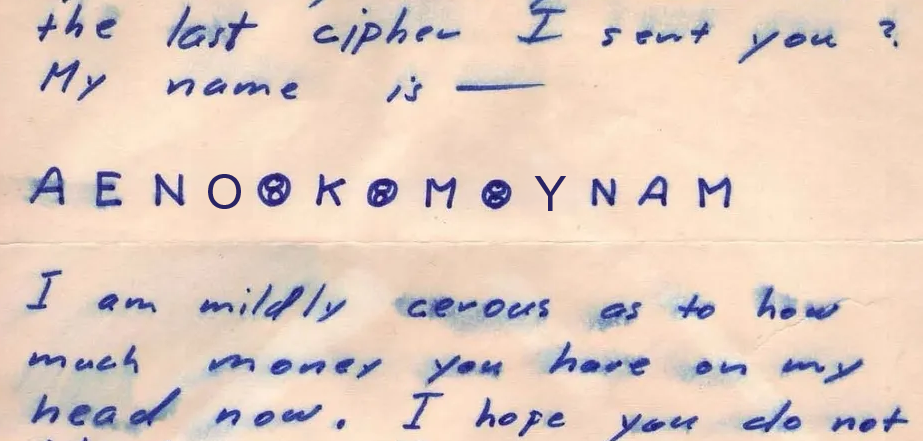 the last cipher I sent you ?
My name is —
A E N O ⊗ K ⊗ M ⊗ Y N A M
I am mildly cerous as to how
much money you have on my
head now. I hope you do not